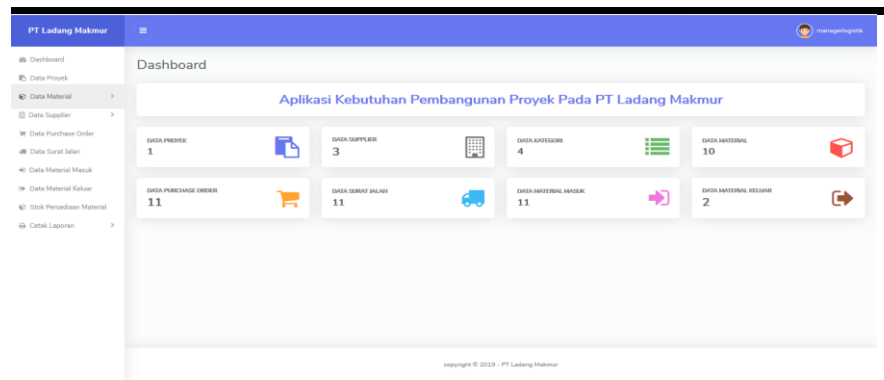 PT Ladang Makmur
managerlogistik
Dashboard
Data Proyek
Data Material
Data Supplier
Data Purchase Order
Data Surat Jalan
Data Material Masuk
Data Material Keluar
Stok Persediaan Material
Cetak Laporan
Dashboard
Aplikasi Kebutuhan Pembangunan Proyek Pada PT Ladang Makmur
DATA PROYEK
1
DATA SUPPLIER
3
DATA KATEGORI
4
DATA MATERIAL
10
DATA PURCHASE ORDER
11
DATA SURAT JALAN
11
DATA MATERIAL MASUK
11
DATA MATERIAL KELUAR
2
copyright © 2019 - PT Ladang Makmur